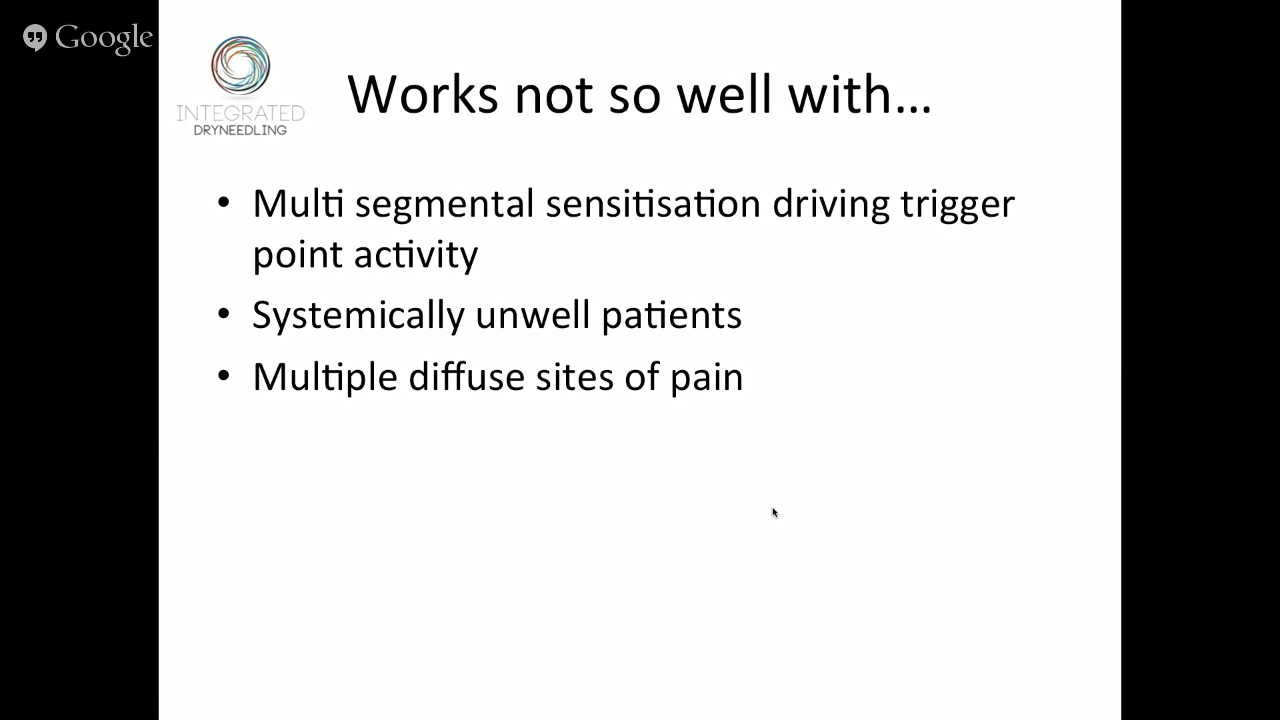 Google
INTEGRATED
DRYNEEDLING
Works not so well with…
• Multi segmental sensitisation driving trigger
point activity
• Systemically unwell patients
• Multiple diffuse sites of pain